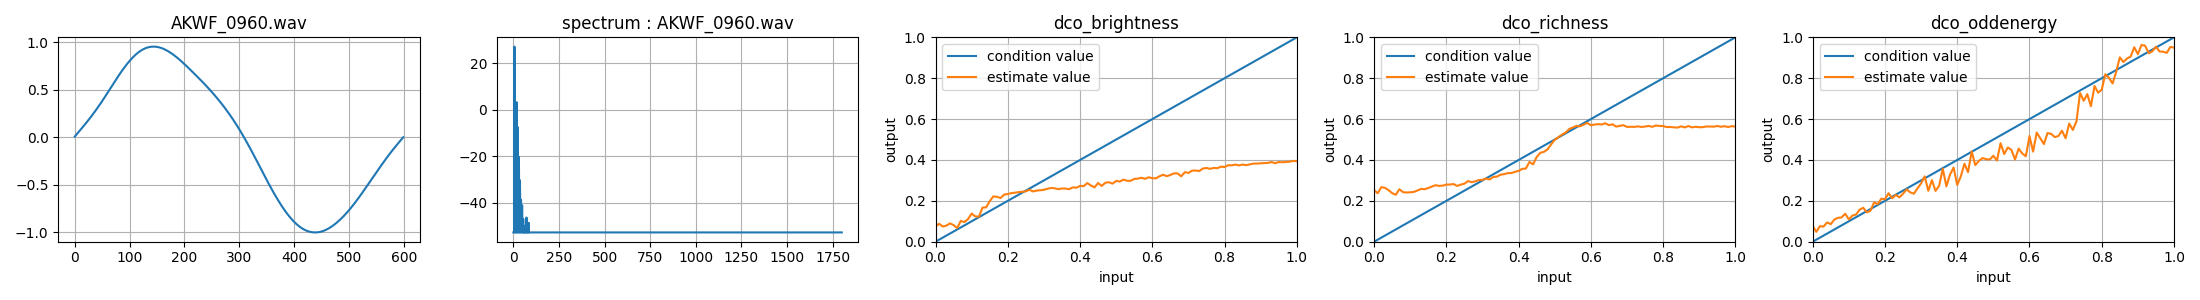 AKWF_0960.wav
1.0
0.5
0.0
−0.5
−1.0
0 100 200 300 400 500 600
spectrum : AKWF_0960.wav
20
0
−20
−40
0 250 500 750 1000 1250 1500 1750
dco_brightness
condition value
estimate value
output
1.0
0.8
0.6
0.4
0.2
0.0
0.0 0.2 0.4 0.6 0.8 1.0
input
dco_richness
condition value
estimate value
output
1.0
0.8
0.6
0.4
0.2
0.0
0.0 0.2 0.4 0.6 0.8 1.0
input
dco_oddenergy
condition value
estimate value
output
1.0
0.8
0.6
0.4
0.2
0.0
0.0 0.2 0.4 0.6 0.8 1.0
input